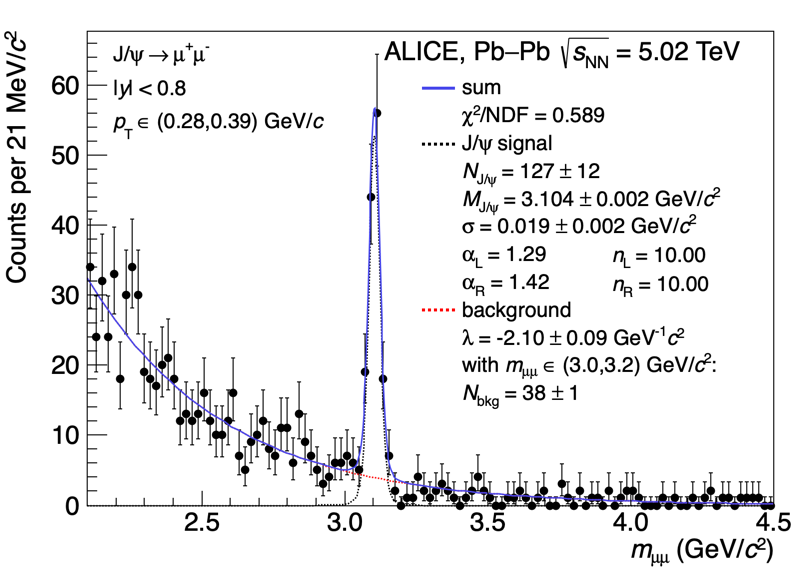 J/ψ → μ⁺μ⁻
|y| < 0.8
p_T ∈ (0.28,0.39) GeV/c
ALICE, Pb−Pb √s_NN = 5.02 TeV
sum
χ²/NDF = 0.589
J/ψ signal
N_J/ψ = 127 ± 12
M_J/ψ = 3.104 ± 0.002 GeV/c²
σ = 0.019 ± 0.002 GeV/c²
α_L = 1.29 n_L = 10.00
α_R = 1.42 n_R = 10.00
background
λ = -2.10 ± 0.09 GeV⁻¹c²
with m_μμ ∈ (3.0,3.2) GeV/c²:
N_bkg = 38 ± 1
Counts per 21 MeV/c²
60
50
40
30
20
10
0
2.5 3.0 3.5 4.0 4.5
m_μμ (GeV/c²)